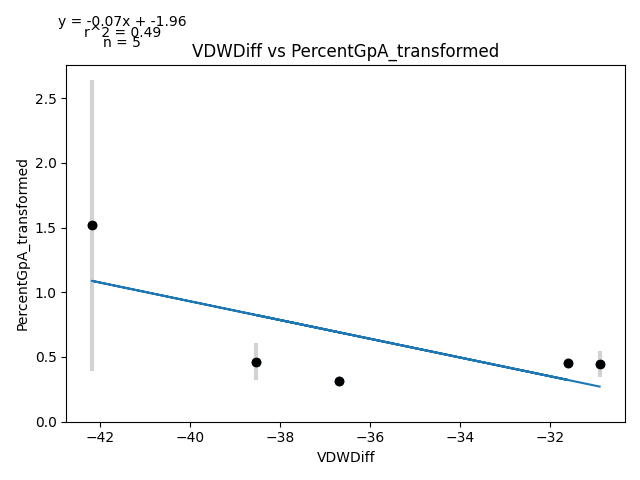 y = -0.07x + -1.96
r^2 = 0.49
n = 5
VDWDiff vs PercentGpA_transformed
PercentGpA_transformed
2.5
2.0
1.5
1.0
0.5
0.0
−42
−40
−38
−36
−34
−32
VDWDiff